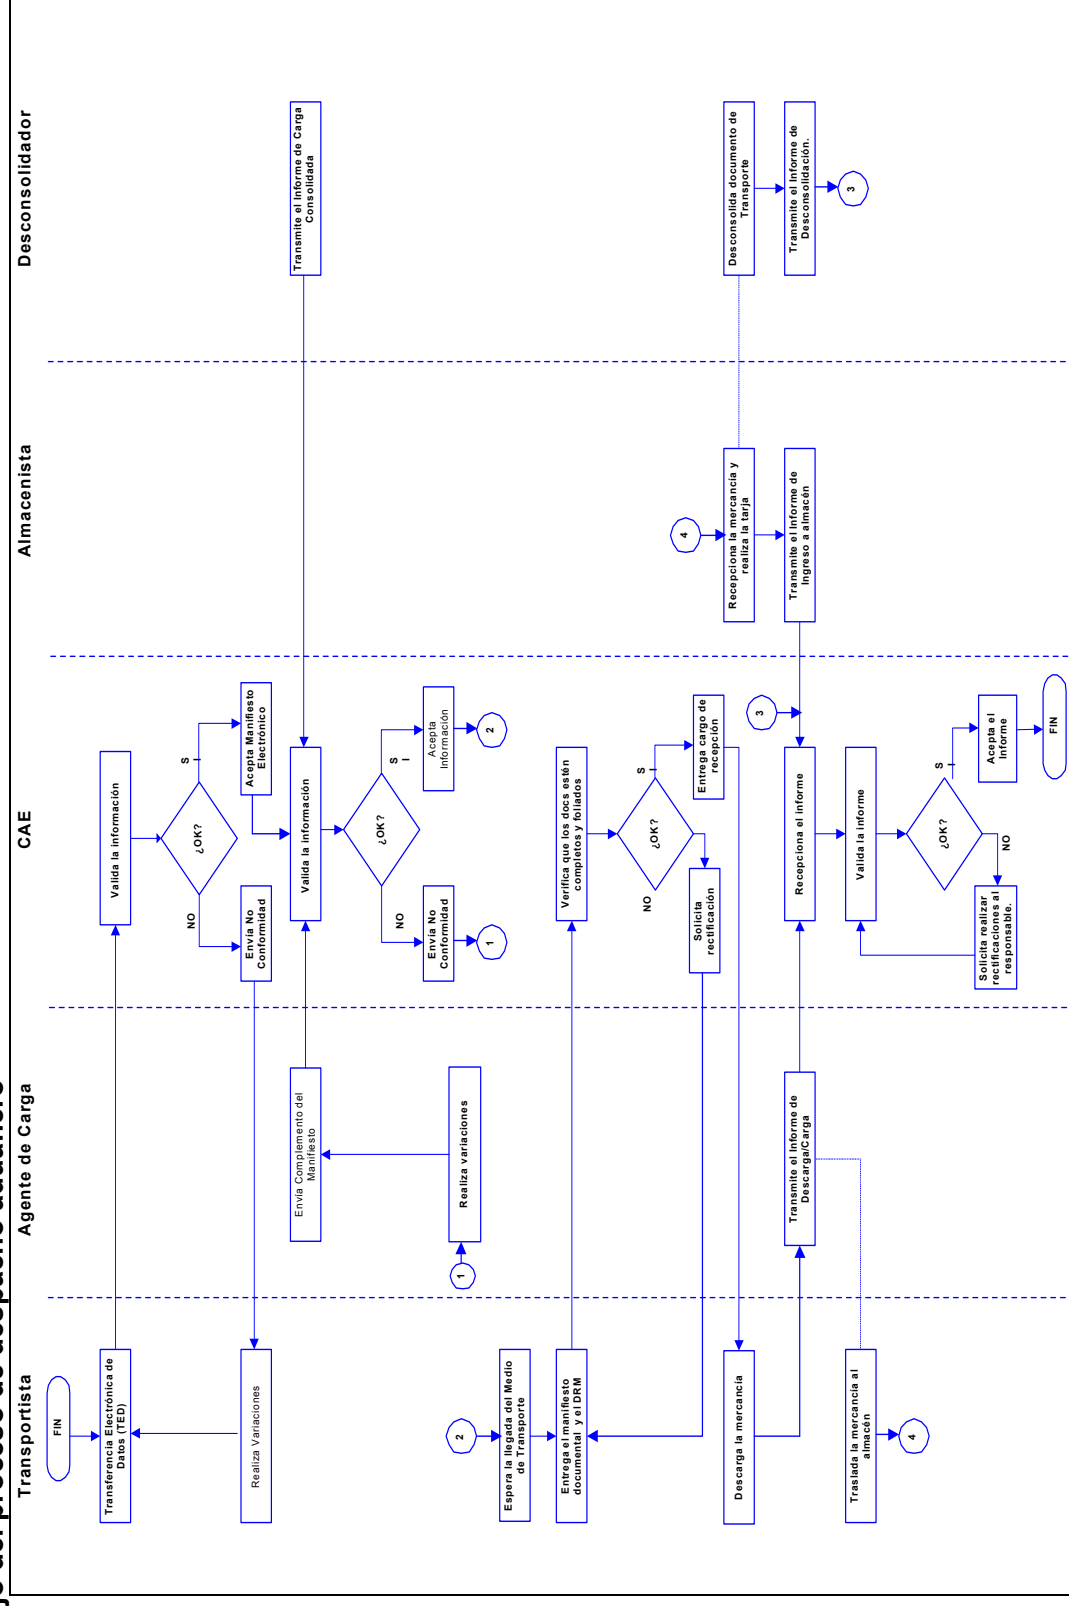 jo del proceso de despacho aduanero
Transportista
Agente de Carga
CAE
Almacenista
Desconsolidador
FIN
Transferencia Electrónica de
Datos (TED)
Valida la información
¿OK?
NO
S
I
Envía No
Conformidad
Acepta Manifiesto
Electrónico
Realiza Variaciones
Envía Complemento del
Manifiesto
Valida la información
Transmite el Informe de Carga
Consolidada
¿OK?
NO
S
I
Envía No
Conformidad
Acepta
Información
1
2
1
Realiza variaciones
2
Espera la llegada del Medio
de Transporte
Entrega el manifiesto
documental y el DRM
Verifica que los docs estén
completos y foliados
¿OK?
NO
S
I
Solicita
rectificación
Entrega cargo de
recepción
Descarga la mercancía
4
Recepciona la mercancía y
realiza la tarja
Desconsolida documento de
Transporte
Transmite el Informe de
Descarga/Carga
3
Recepciona el informe
Transmite el Informe de
Ingreso a almacén
Transmite el Informe de
Desconsolidación.
3
Traslada la mercancía al
almacén
4
Valida la informe
¿OK?
S
I
NO
Solicita realizar
rectificaciones al
responsable.
Acepta el
Informe
FIN